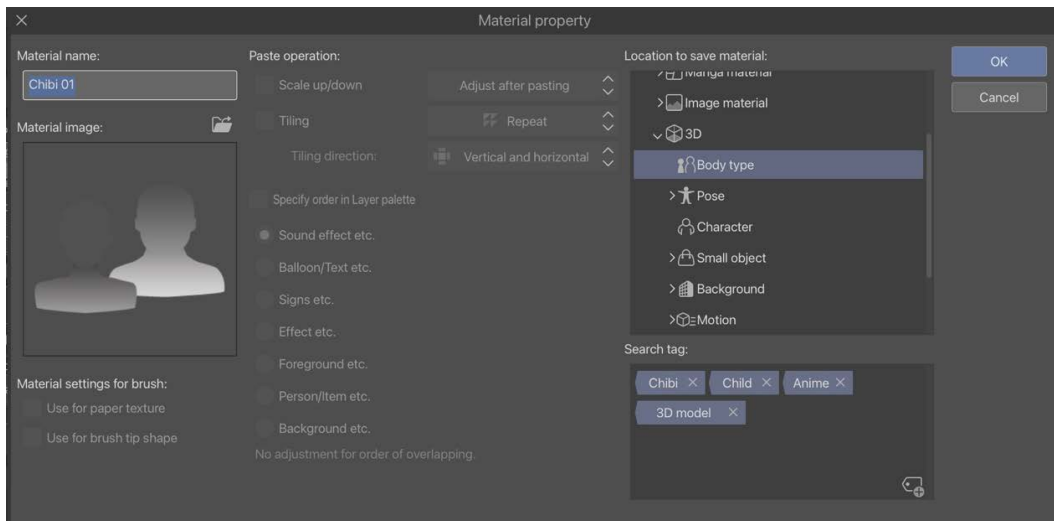 Material property
Material name:
Chibi 01
Material image:
Material settings for brush:
Use for paper texture
Use for brush tip shape
Paste operation:
Scale up/down
Adjust after pasting
Tiling
Repeat
Tiling direction:
Vertical and horizontal
Specify order in Layer palette
Sound effect etc.
Balloon/Text etc.
Signs etc.
Effect etc.
Foreground etc.
Person/Item etc.
Background etc.
No adjustment for order of overlapping.
Location to save material:
Manga material
Image material
3D
Body type
Pose
Character
Small object
Background
Motion
Search tag:
Chibi
Child
Anime
3D model
OK
Cancel